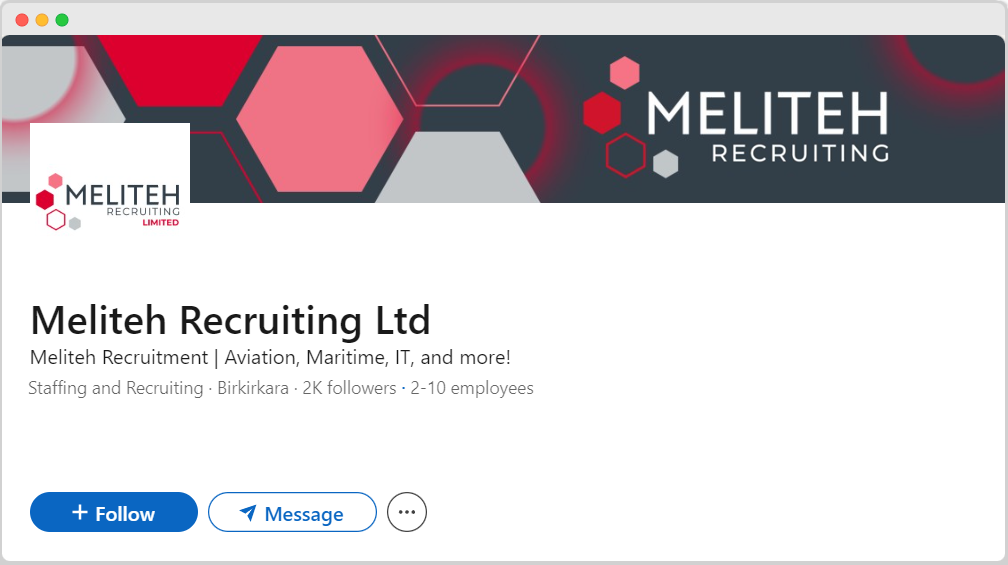 MELITEH
RECRUITING
MELITEH
RECRUITING
LIMITED
Meliteh Recruiting Ltd
Meliteh Recruitment | Aviation, Maritime, IT, and more!
Staffing and Recruiting · Birkirkara · 2K followers · 2-10 employees
+ Follow
Message